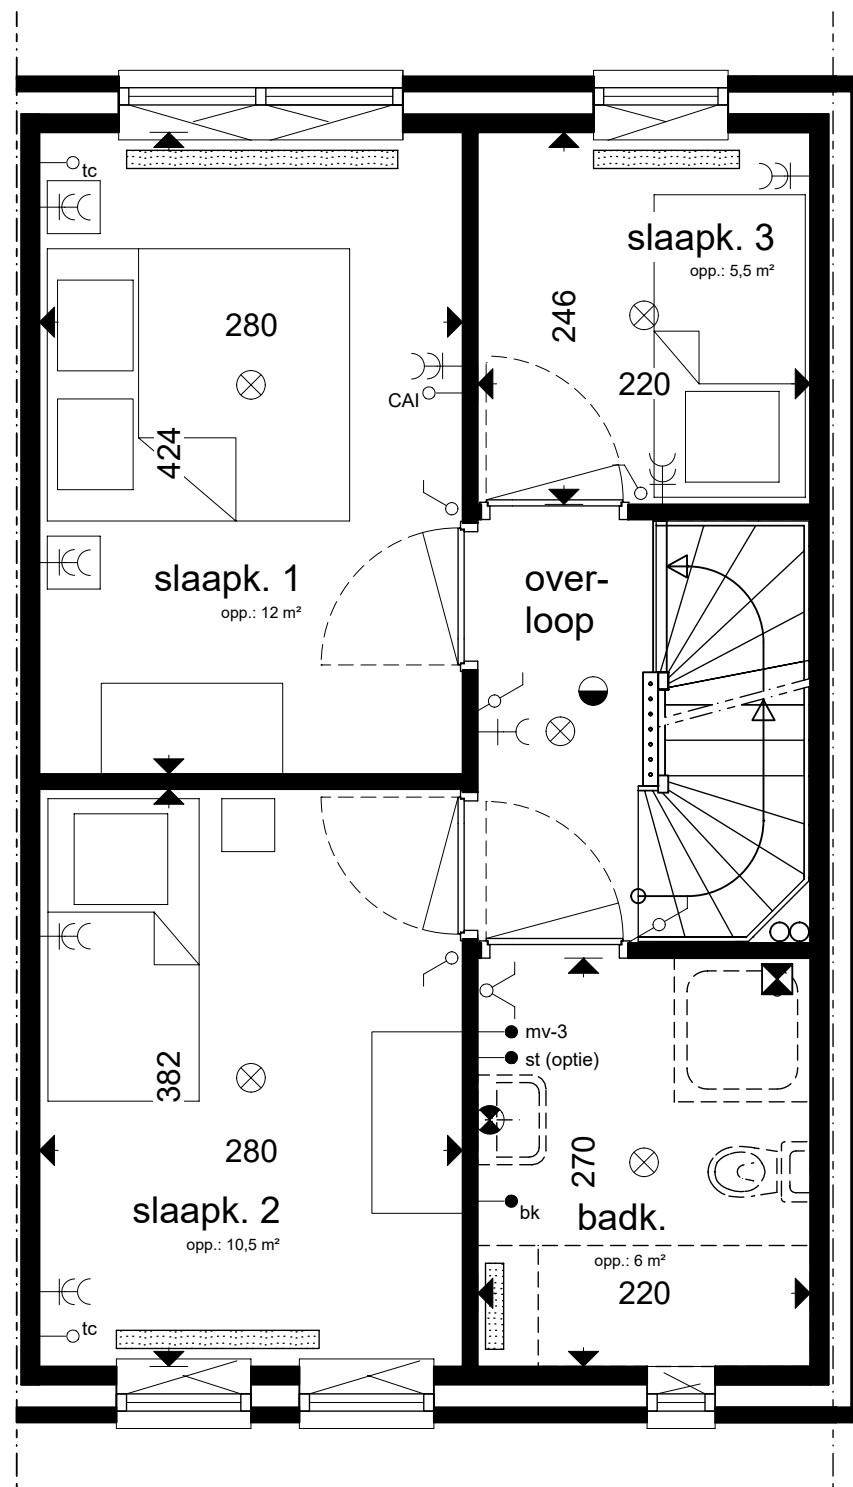 tc
slaapk. 3
opp.: 5,5 m²
280
246
220
CAI
424
slaapk. 1
opp.: 12 m²
over-
loop
mv-3
st (optie)
382
280
270
slaapk. 2
opp.: 10,5 m²
bk
badk.
opp.: 6 m²
220
tc